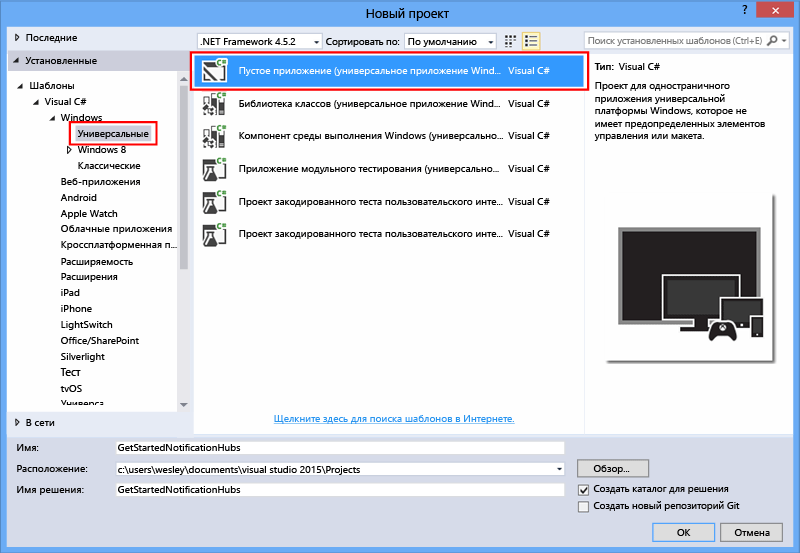 Новый проект
?
Последние
.NET Framework 4.5.2
Сортировать по:
По умолчанию
Поиск установленных шаблонов (Ctrl+E)
Установленные
Шаблоны
Visual C#
Windows
Универсальные
Windows 8
Классические
Веб-приложения
Android
Apple Watch
Облачные приложения
Кроссплатформенная п...
Расширяемость
Расширения
iPad
iPhone
LightSwitch
Office/SharePoint
Silverlight
Тест
tvOS
Универса
В сети
Пустое приложение (универсальное приложение Wind... Visual C#
Библиотека классов (универсальное приложение Wind... Visual C#
Компонент среды выполнения Windows (универсально... Visual C#
Приложение модульного тестирования (универсально... Visual C#
Проект закодированного теста пользовательского инте... Visual C#
Проект закодированного теста пользовательского инте... Visual C#
Щелкните здесь для поиска шаблонов в Интернете.
Тип: Visual C#
Проект для одностраничного
приложения универсальной
платформы Windows, которое не
имеет предопределенных элементов
управления или макета.
Имя:
GetStartedNotificationHubs
Расположение:
c:\users\wesley\documents\visual studio 2015\Projects
Обзор...
Имя решения:
GetStartedNotificationHubs
Создать каталог для решения
Создать новый репозиторий Git
ОК
Отмена